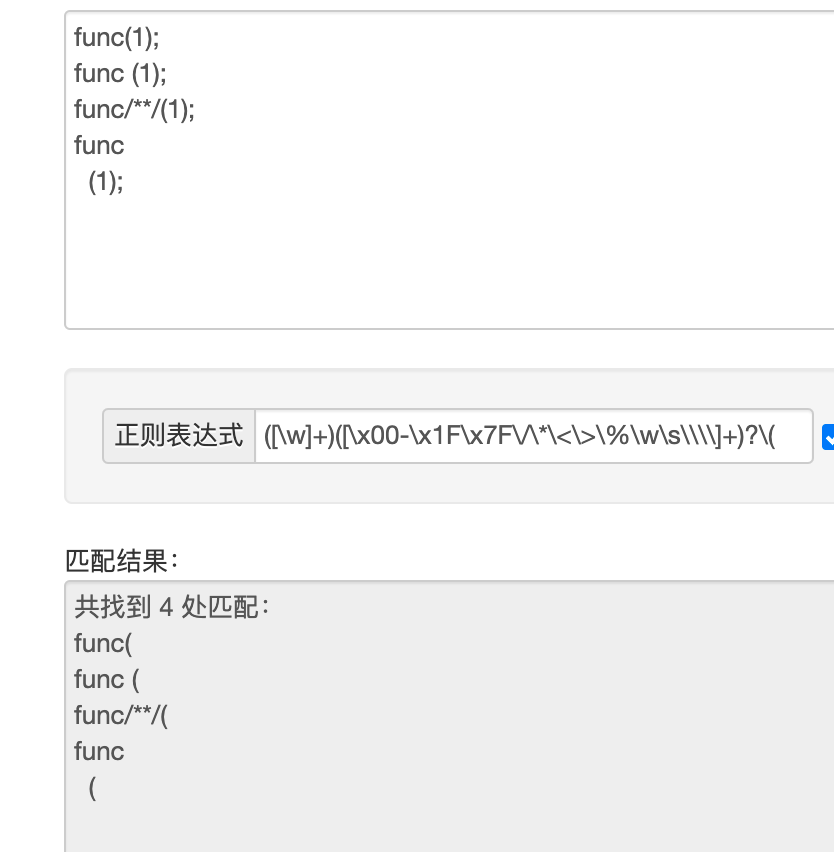 func(1);
func (1);
func/**/(1);
func
  (1);
正则表达式 ([\w]+)([\x00-\x1F\x7F\/\*\<\>\%\w\s\\\\]+)?\(
匹配结果：
共找到 4 处匹配：
func(
func (
func/**/(
func
  (